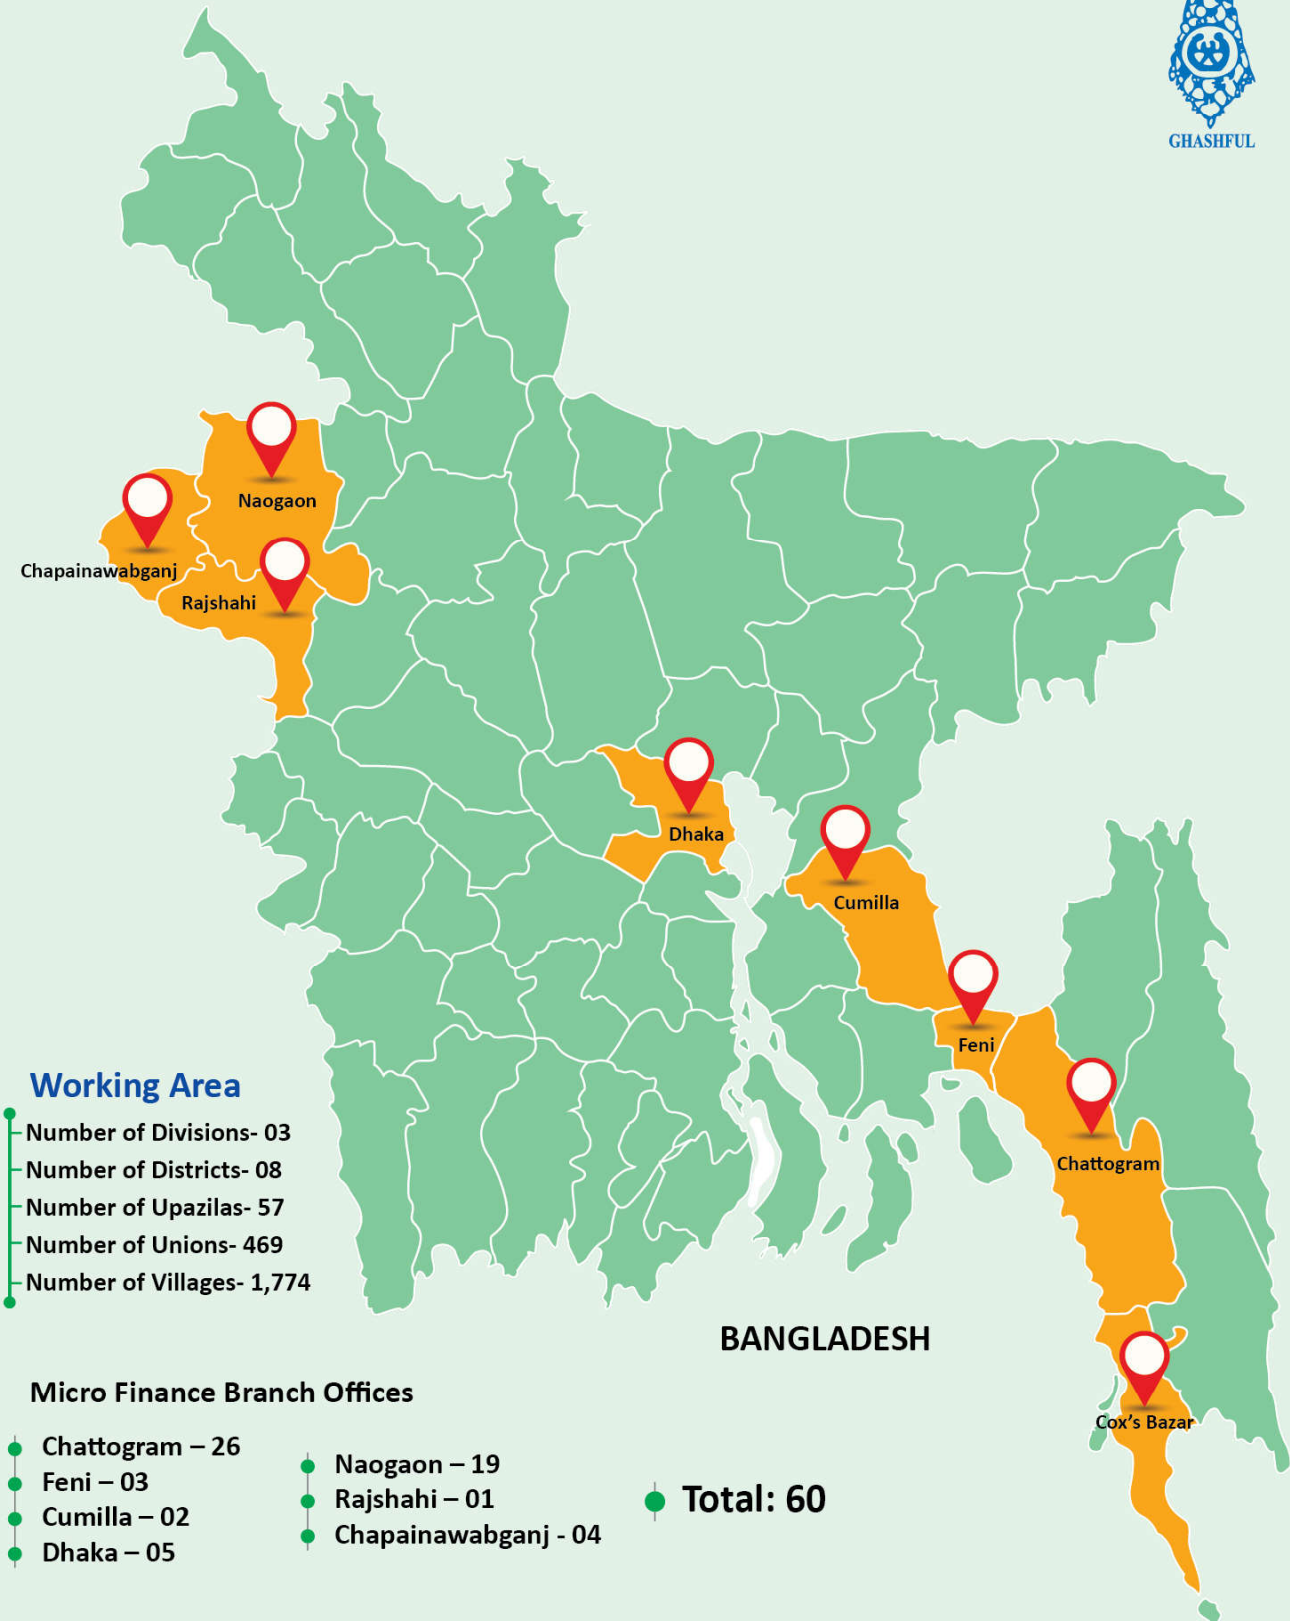 GHASHFUL
Naogaon
Chapainawabganj
Rajshahi
Dhaka
Cumilla
Feni
Chattogram
Cox's Bazar
BANGLADESH
Working Area
Number of Divisions- 03
Number of Districts- 08
Number of Upazilas- 57
Number of Unions- 469
Number of Villages- 1,774
Micro Finance Branch Offices
Chattogram – 26
Feni – 03
Cumilla – 02
Dhaka – 05
Naogaon – 19
Rajshahi – 01
Chapainawabganj - 04
Total: 60